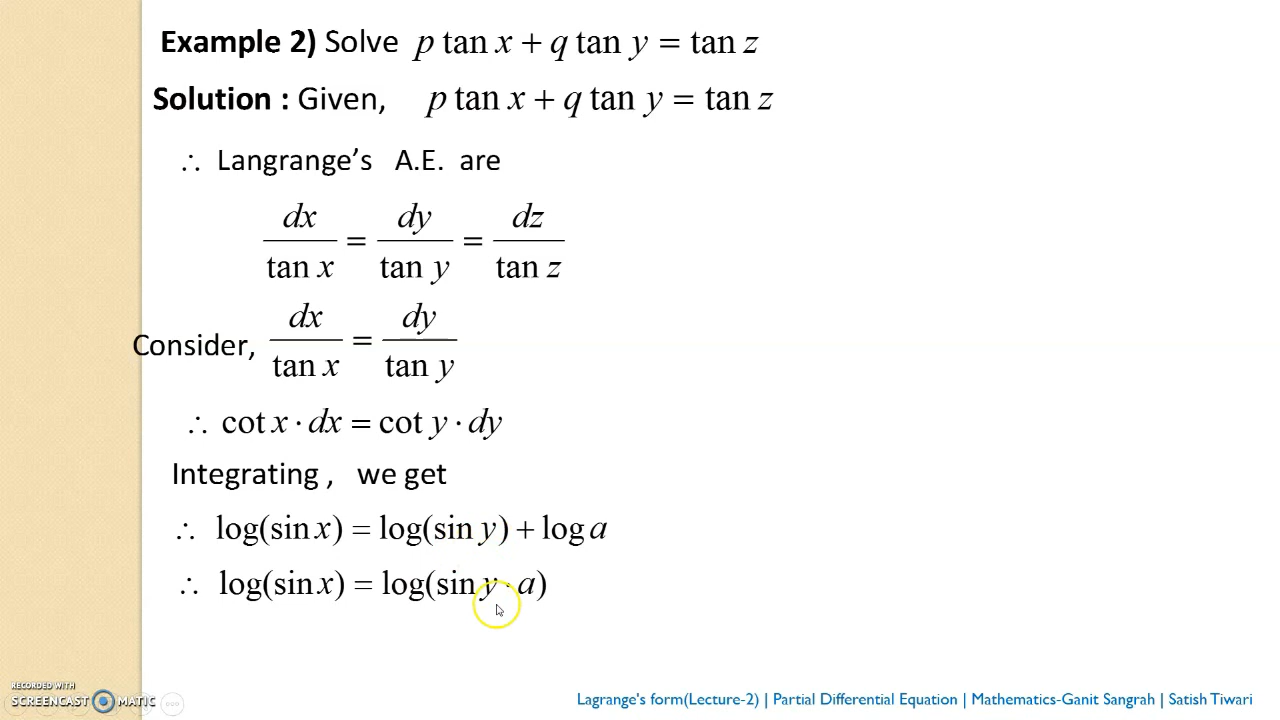 Example 2) Solve p tan x + q tan y = tan z
Solution : Given, p tan x + q tan y = tan z
∴ Langrange's A.E. are
dx/tan x = dy/tan y = dz/tan z
Consider, dx/tan x = dy/tan y
∴ cot x · dx = cot y · dy
Integrating , we get
∴ log(sin x) = log(sin y) + log a
∴ log(sin x) = log(sin y · a)
RECORDED WITH
SCREENCAST MATIC
Lagrange's form(Lecture-2) | Partial Differential Equation | Mathematics-Ganit Sangrah | Satish Tiwari